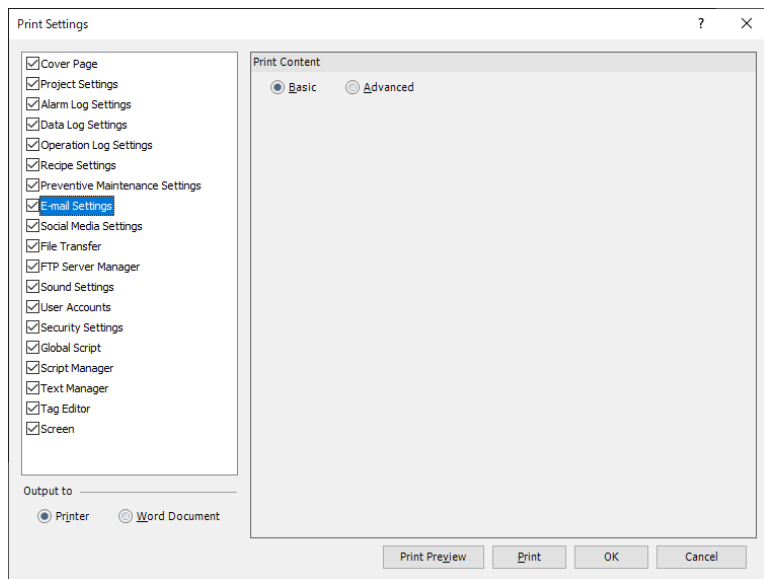 Print Settings
?
Cover Page
Project Settings
Alarm Log Settings
Data Log Settings
Operation Log Settings
Recipe Settings
Preventive Maintenance Settings
E-mail Settings
Social Media Settings
File Transfer
FTP Server Manager
Sound Settings
User Accounts
Security Settings
Global Script
Script Manager
Text Manager
Tag Editor
Screen
Output to
Printer Word Document
Print Content
Basic Advanced
Print Preview Print OK Cancel